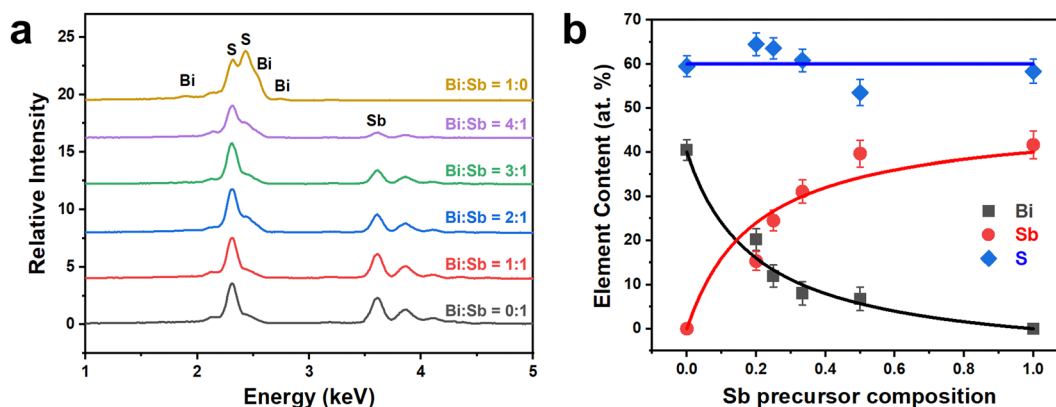 a
Relative Intensity
25
20
15
10
5
0
Bi
S
S
Bi
Bi
Sb
Bi:Sb = 1:0
Bi:Sb = 4:1
Bi:Sb = 3:1
Bi:Sb = 2:1
Bi:Sb = 1:1
Bi:Sb = 0:1
1 2 3 4 5
Energy (keV)
b
Element Content (at. %)
70
60
50
40
30
20
10
0
Bi
Sb
S
0.0 0.2 0.4 0.6 0.8 1.0
Sb precursor composition